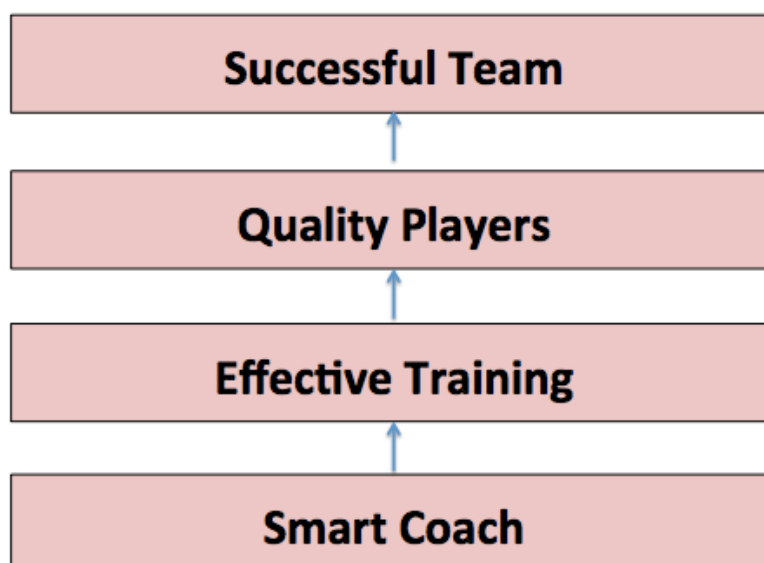 Successful Team
Quality Players
Effective Training
Smart Coach